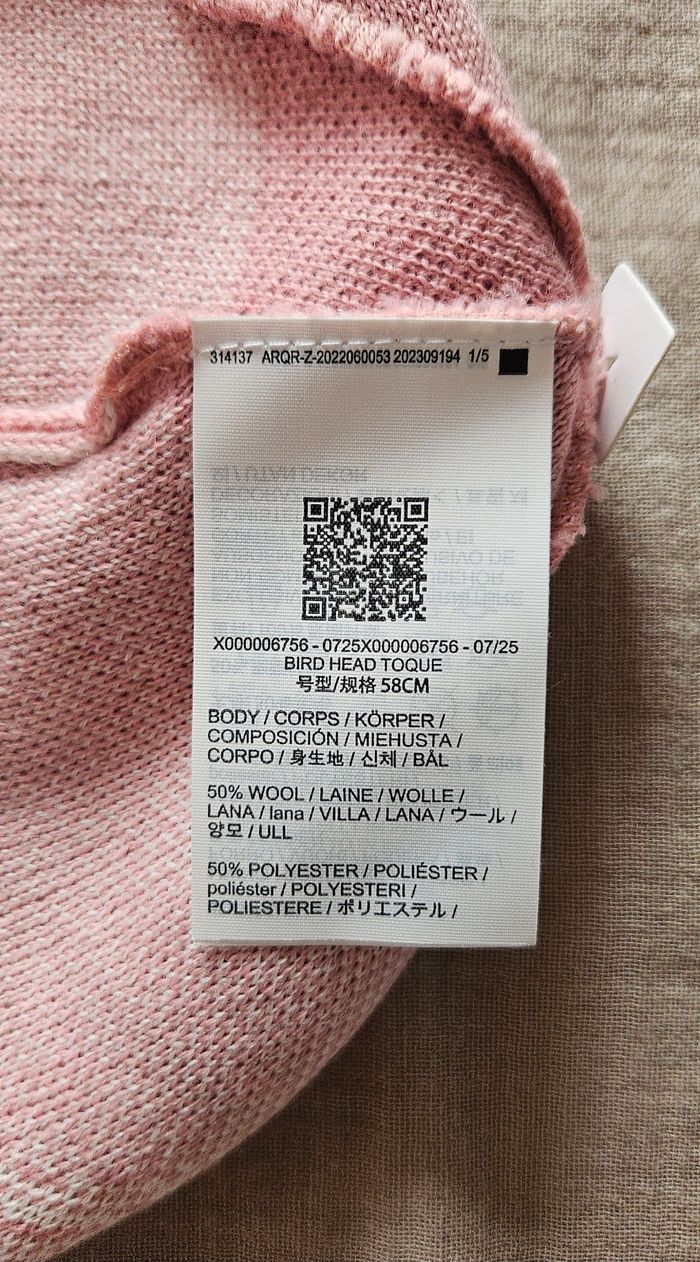 314137 ARQR-Z-2022060053 202309194 1/5
X000006756 - 0725X000006756 - 07/25
BIRD HEAD TOQUE
号型/规格 58CM
BODY / CORPS / KÖRPER /
COMPOSICIÓN / MIEHUSTA /
CORPO / 身生地 / 신체 / BÅL
50% WOOL / LAINE / WOLLE /
LANA / lana / VILLA / LANA / ウール /
양모 / ULL
50% POLYESTER / POLIÉSTER /
poliéster / POLYESTERI /
POLIESTERE / ポリエステル /